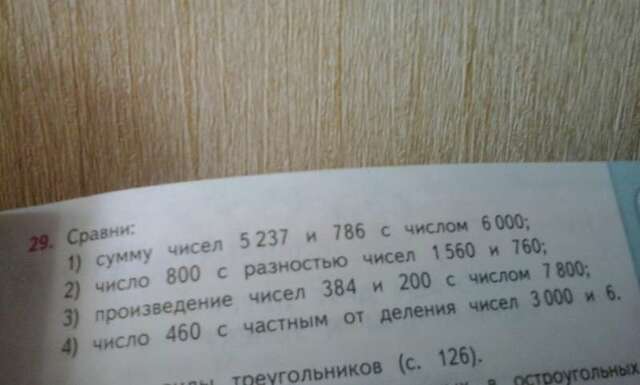 29. Сравни:
1) сумму чисел 5 237 и 786 с числом 6 000;
2) число 800 с разностью чисел 1 560 и 760;
3) произведение чисел 384 и 200 с числом 7 800;
4) число 460 с частным от деления чисел 3 000 и 6.
треугольников (с. 126).
в остроугольных